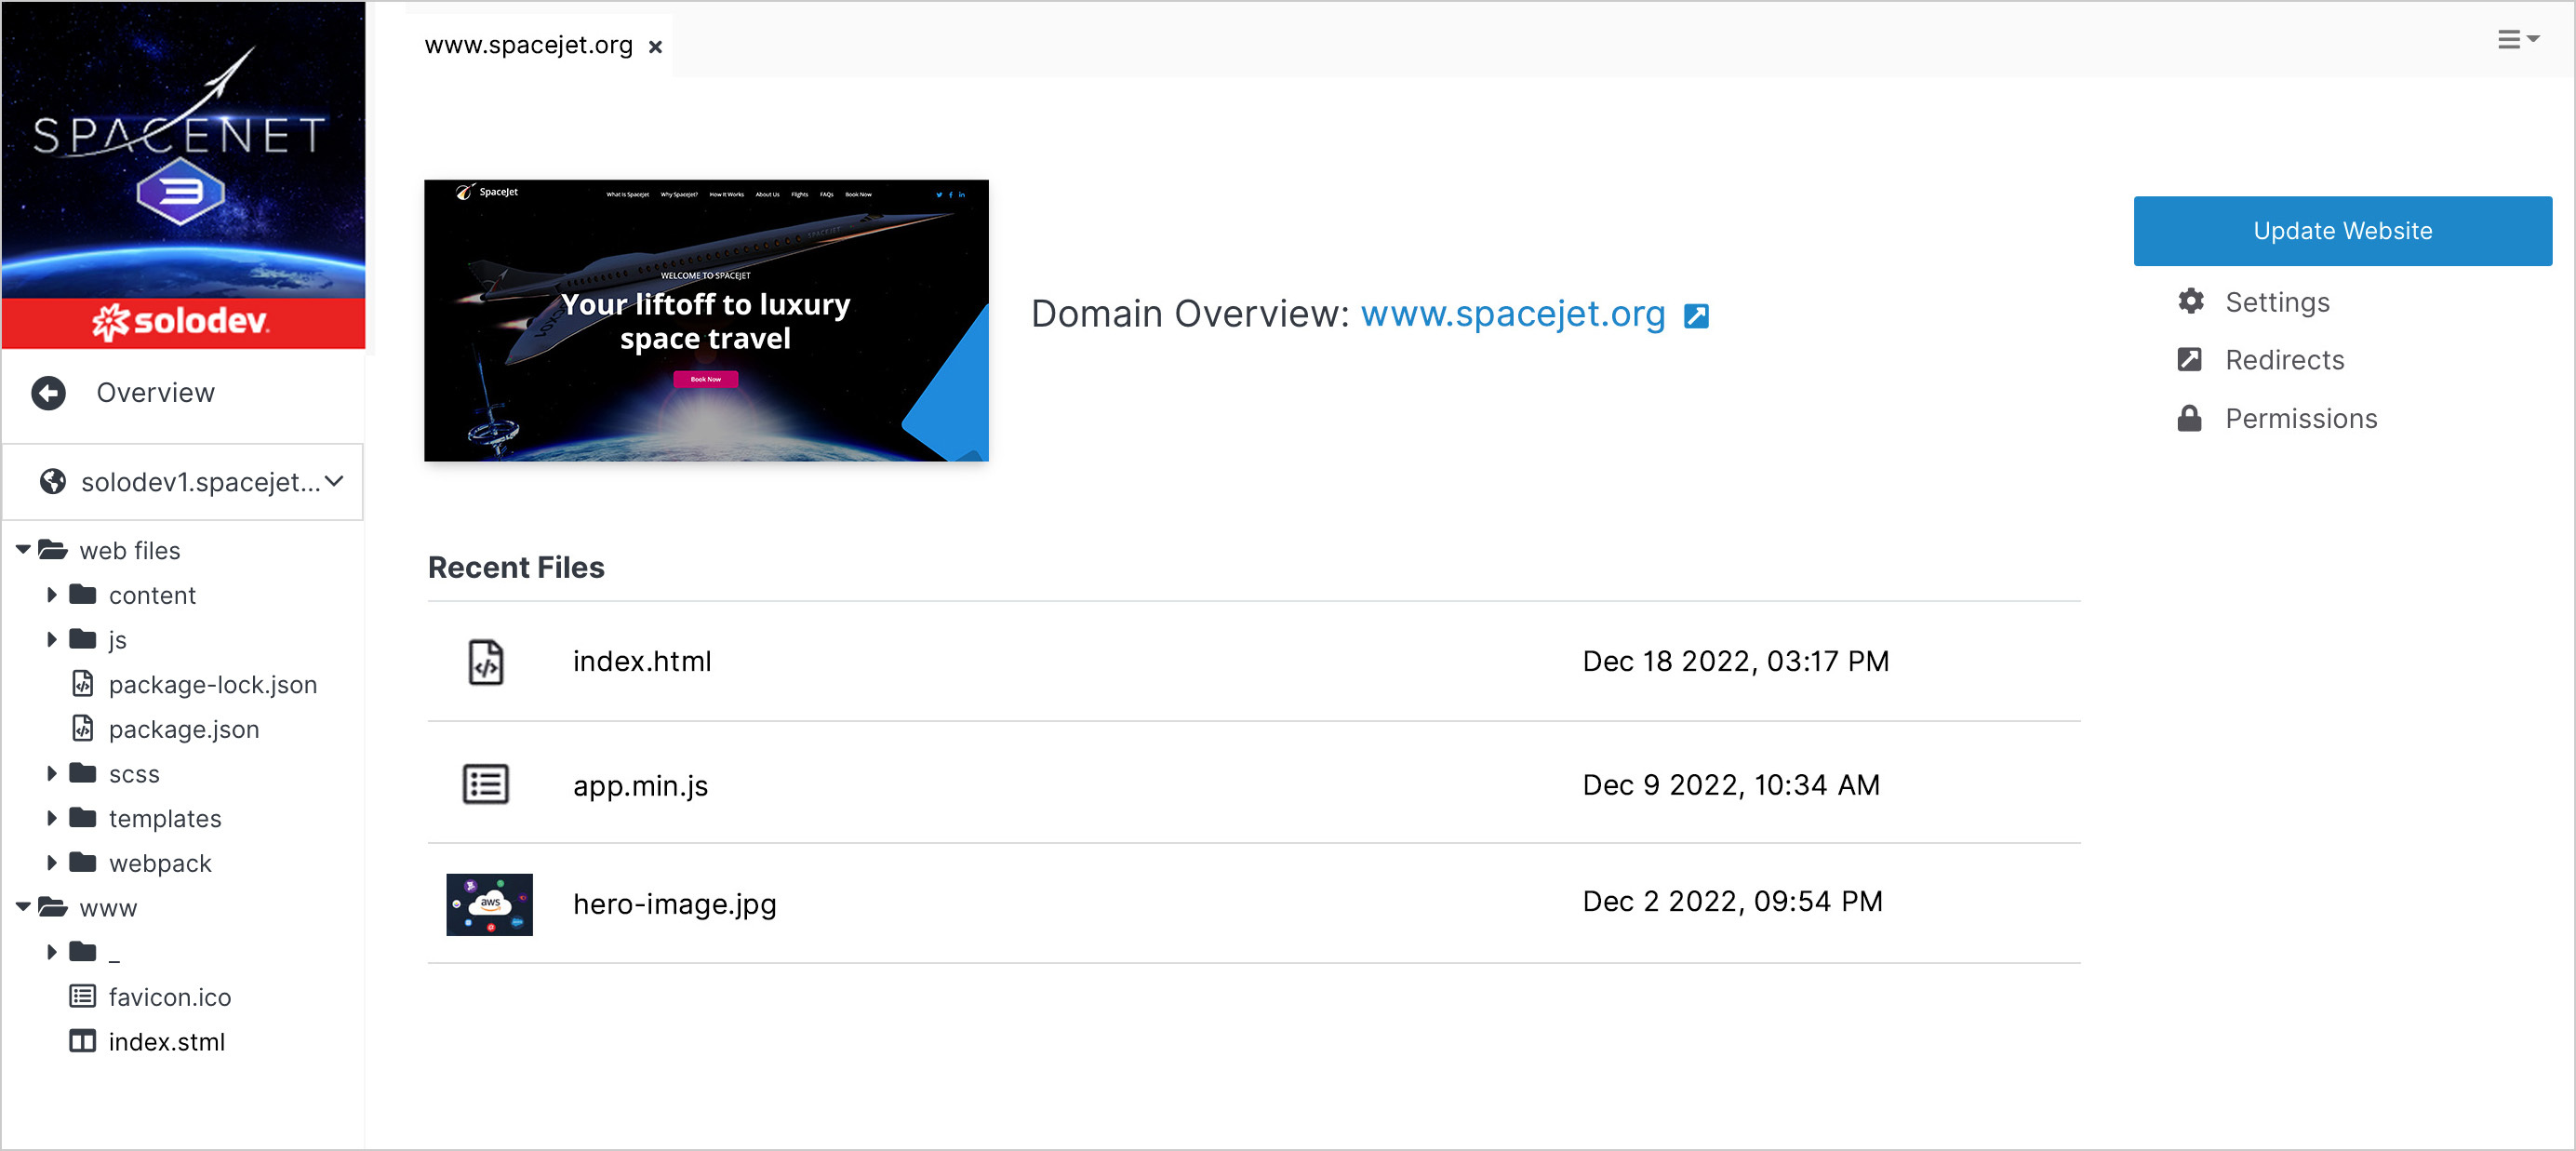 SPACENET
3
solodev
Overview
solodev1.spacejet...
web files
content
js
package-lock.json
package.json
scss
templates
webpack
www
_
favicon.ico
index.stml
www.spacejet.org
SpaceJet
What is Spacejet Why Spacejet? How It Works About Us Flights FAQs Book Now
SPACEJET
WELCOME TO SPACEJET
Your liftoff to luxury
space travel
Book Now
Domain Overview: www.spacejet.org
Update Website
Settings
Redirects
Permissions
Recent Files
index.html Dec 18 2022, 03:17 PM
app.min.js Dec 9 2022, 10:34 AM
aws
hero-image.jpg Dec 2 2022, 09:54 PM